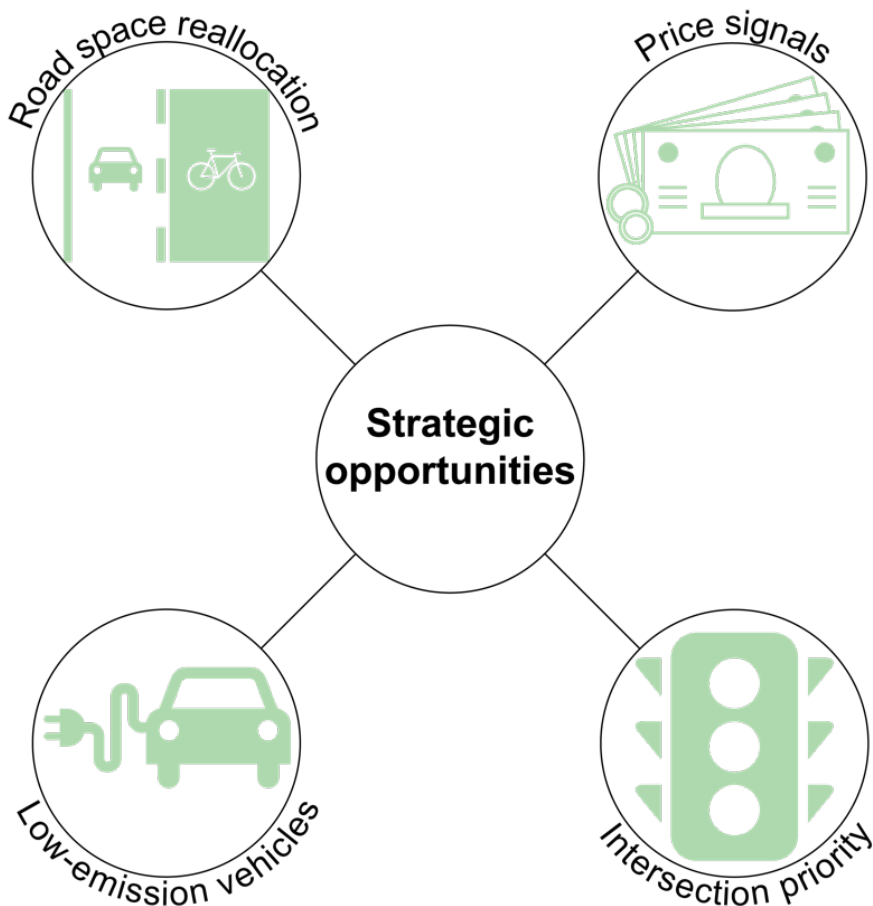 Road space reallocation
Price signals
Strategic
opportunities
Low-emission vehicles
Intersection priority